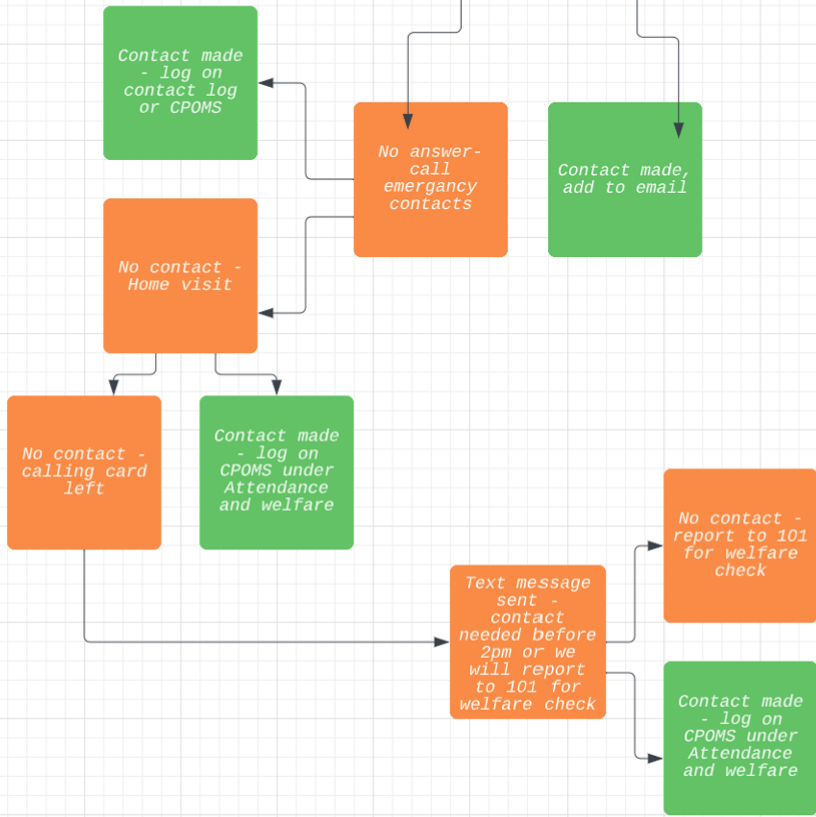 Contact made
- log on
contact log
or CPOMS
No answer-
call
emergancy
contacts
Contact made,
add to email
No contact -
Home visit
No contact -
calling card
left
Contact made
- log on
CPOMS under
Attendance
and welfare
No contact -
report to 101
for welfare
check
Text message
sent -
contact
needed before
2pm or we
will report
to 101 for
welfare check
Contact made
- log on
CPOMS under
Attendance
and welfare